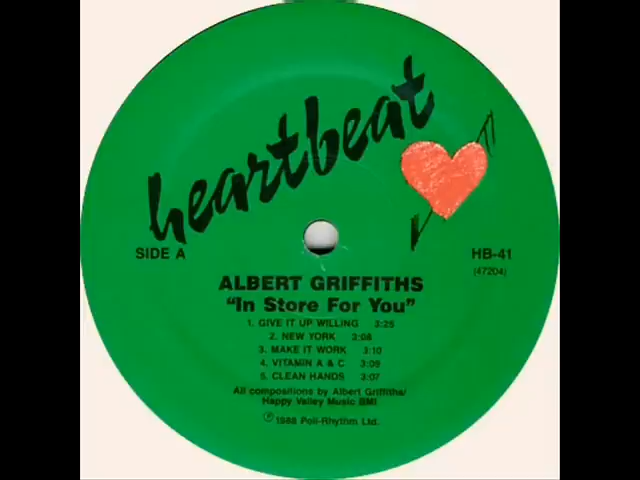 heartbeat
SIDE A
HB-41
(47204)
ALBERT GRIFFITHS
"In Store For You"
1. GIVE IT UP WILLING 3:25
2. NEW YORK 3:08
3. MAKE IT WORK 3:10
4. VITAMIN A & C 3:09
5. CLEAN HANDS 3:07
All compositions by Albert Griffiths/
Happy Valley Music BMI
℗1988 Poli-Rhythm Ltd.